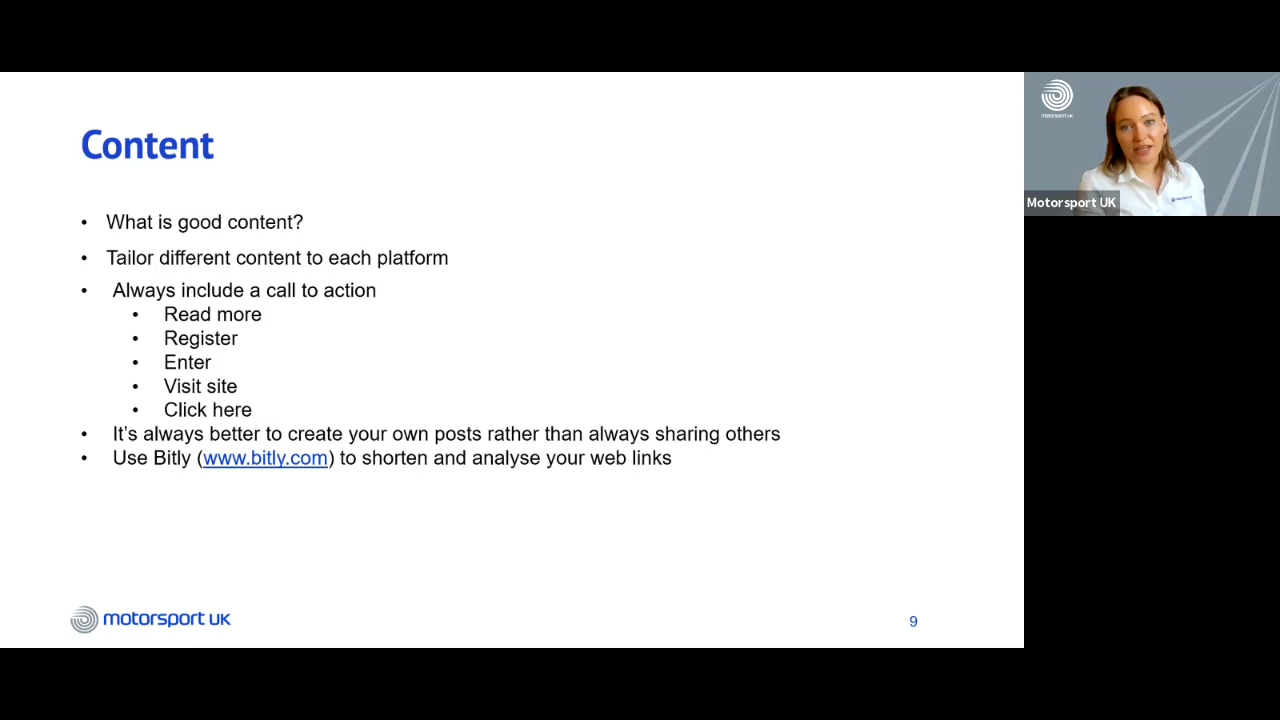 Content
• What is good content?
• Tailor different content to each platform
• Always include a call to action
• Read more
• Register
• Enter
• Visit site
• Click here
• It’s always better to create your own posts rather than always sharing others
• Use Bitly (www.bitly.com) to shorten and analyse your web links
motorsport UK
9
motorsport UK
Motorsport UK